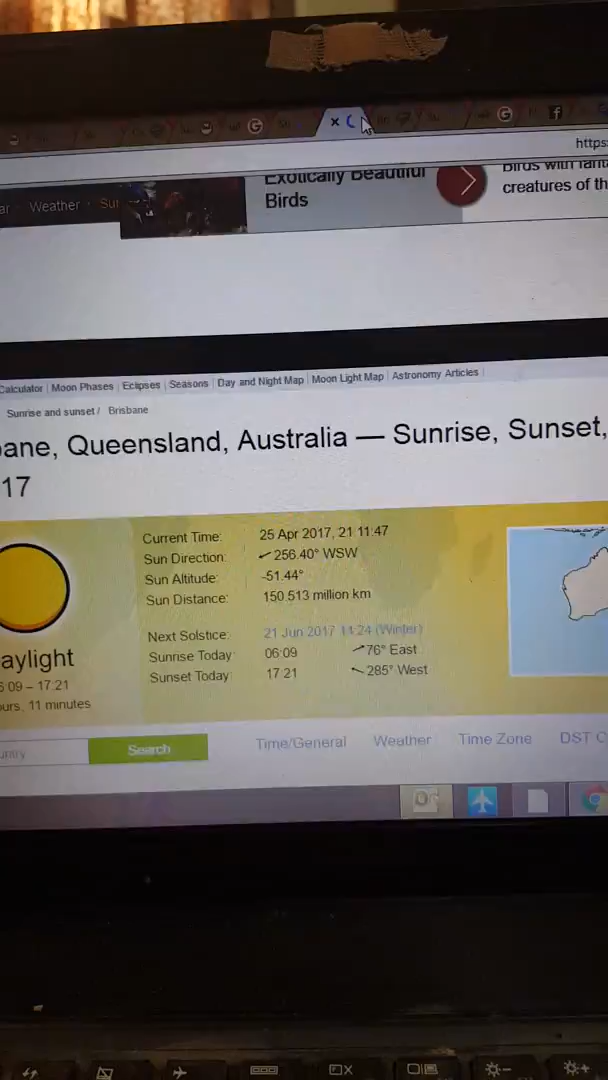 https:
Weather
Exotically Beautiful
Birds
creatures of th
Calculator | Moon Phases | Eclipses | Seasons | Day and Night Map | Moon Light Map | Astronomy Articles
Sunrise and sunset / Brisbane
ane, Queensland, Australia — Sunrise, Sunset,
17
Current Time: 25 Apr 2017, 21 11:47
Sun Direction: 256.40° WSW
Sun Altitude: -51.44°
Sun Distance: 150.513 million km
Next Solstice: 21 Jun 2017 14:24 (Winter)
Sunrise Today: 06:09 76° East
Sunset Today: 17 21 285° West
aylight
6:09 – 17:21
ours, 11 minutes
Search
Time/General Weather Time Zone DST C